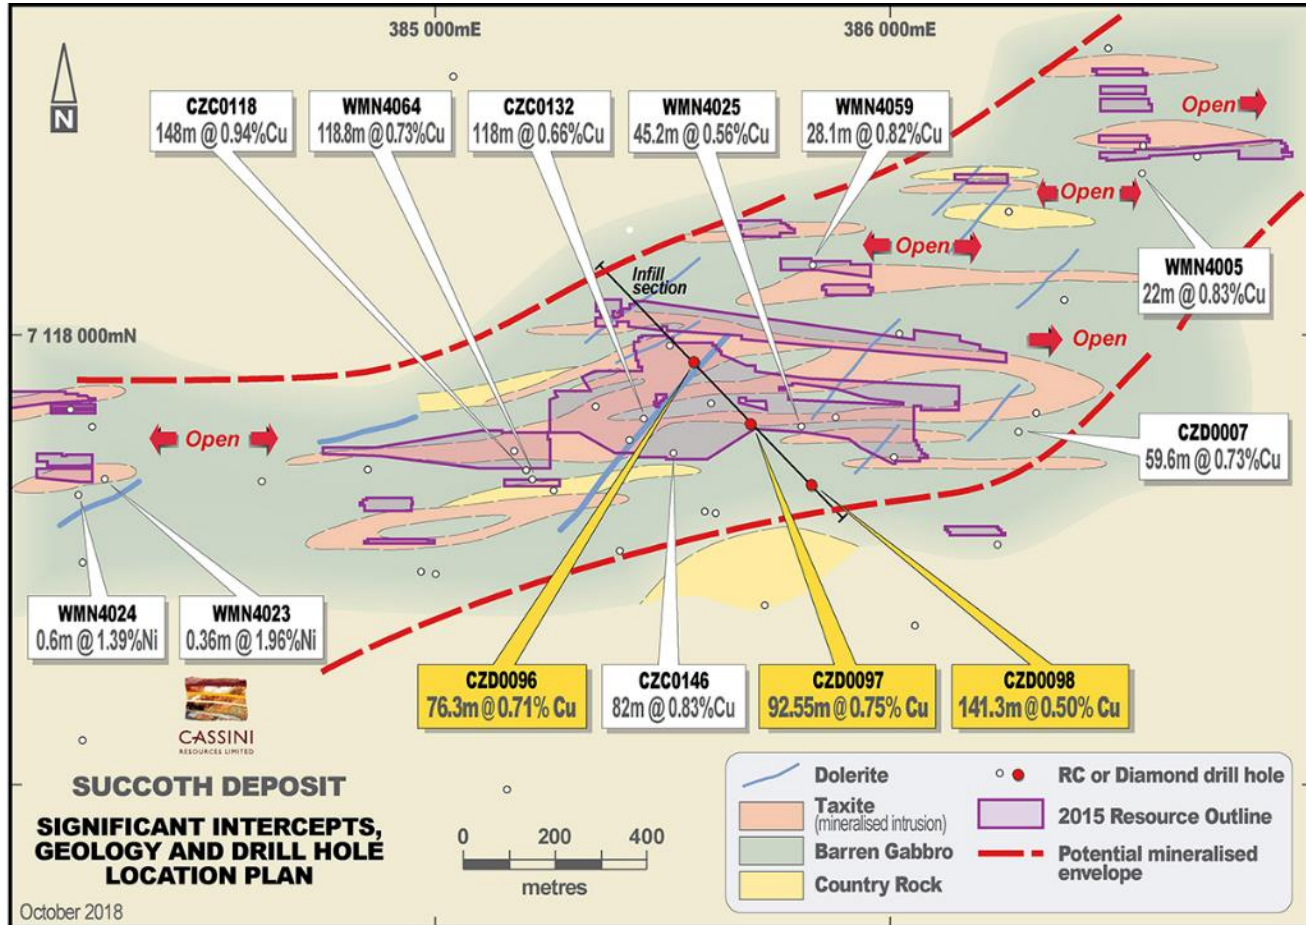 385 000mE
386 000mE
N
CZC0118
148m @ 0.94%Cu
WMN4064
118.8m @ 0.73%Cu
CZC0132
118m @ 0.66%Cu
WMN4025
45.2m @ 0.56%Cu
WMN4059
28.1m @ 0.82%Cu
Open
Open
Open
WMN4005
22m @ 0.83%Cu
Infill
section
7 118 000mN
Open
Open
CZD0007
59.6m @ 0.73%Cu
WMN4024
0.6m @ 1.39%Ni
WMN4023
0.36m @ 1.96%Ni
CZD0096
76.3m @ 0.71% Cu
CZC0146
82m @ 0.83%Cu
CZD0097
92.55m @ 0.75% Cu
CZD0098
141.3m @ 0.50% Cu
CASSINI
RESOURCES LIMITED
SUCCOTH DEPOSIT
SIGNIFICANT INTERCEPTS,
GEOLOGY AND DRILL HOLE
LOCATION PLAN
October 2018
0 200 400
metres
Dolerite
Taxite
(mineralised intrusion)
Barren Gabbro
Country Rock
RC or Diamond drill hole
2015 Resource Outline
Potential mineralised
envelope